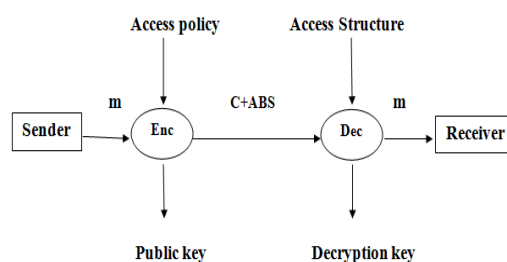 Access policy
Access Structure
m
C+ABS
m
Sender
Enc
Dec
Receiver
Public key
Decryption key